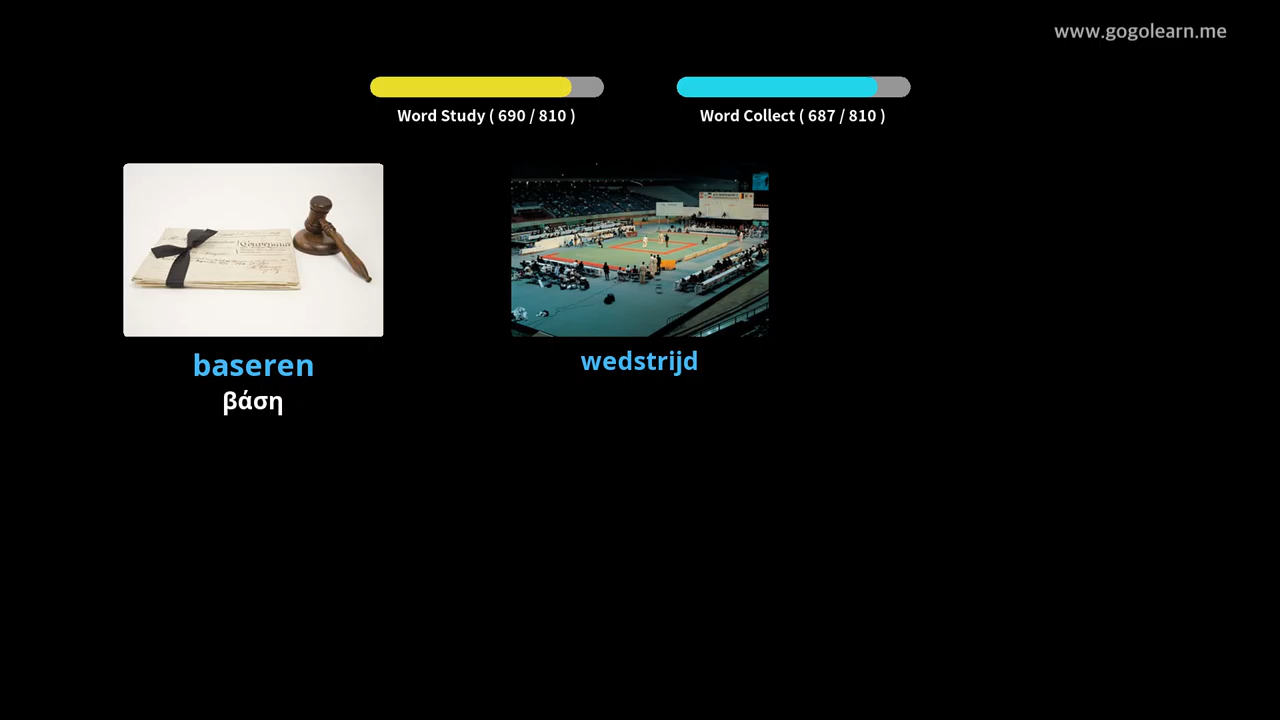 www.gogolearn.me
Word Study ( 690 / 810 )
Word Collect ( 687 / 810 )
baseren
βάση
wedstrijd